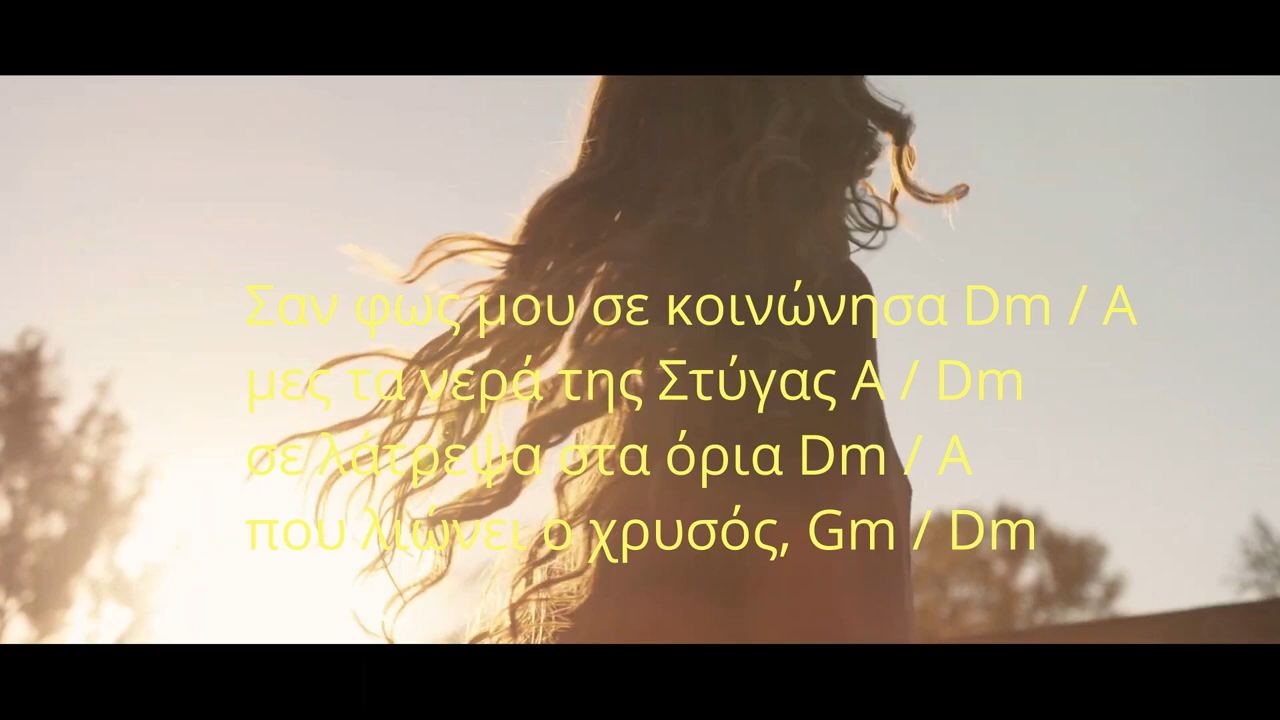 Σαν φως μου σε κοινώνησα Dm / A
μες τα νερά της Στύγας A / Dm
σε λάτρεψα στα όρια Dm / A
που λιώνει ο χρυσός, Gm / Dm